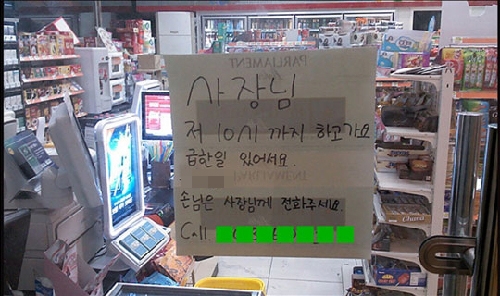 PARLIAMENT
사장님
저 10시까지 하고가요
급한일 있어서요.
손님은 사장님께 전화주세요.
Call